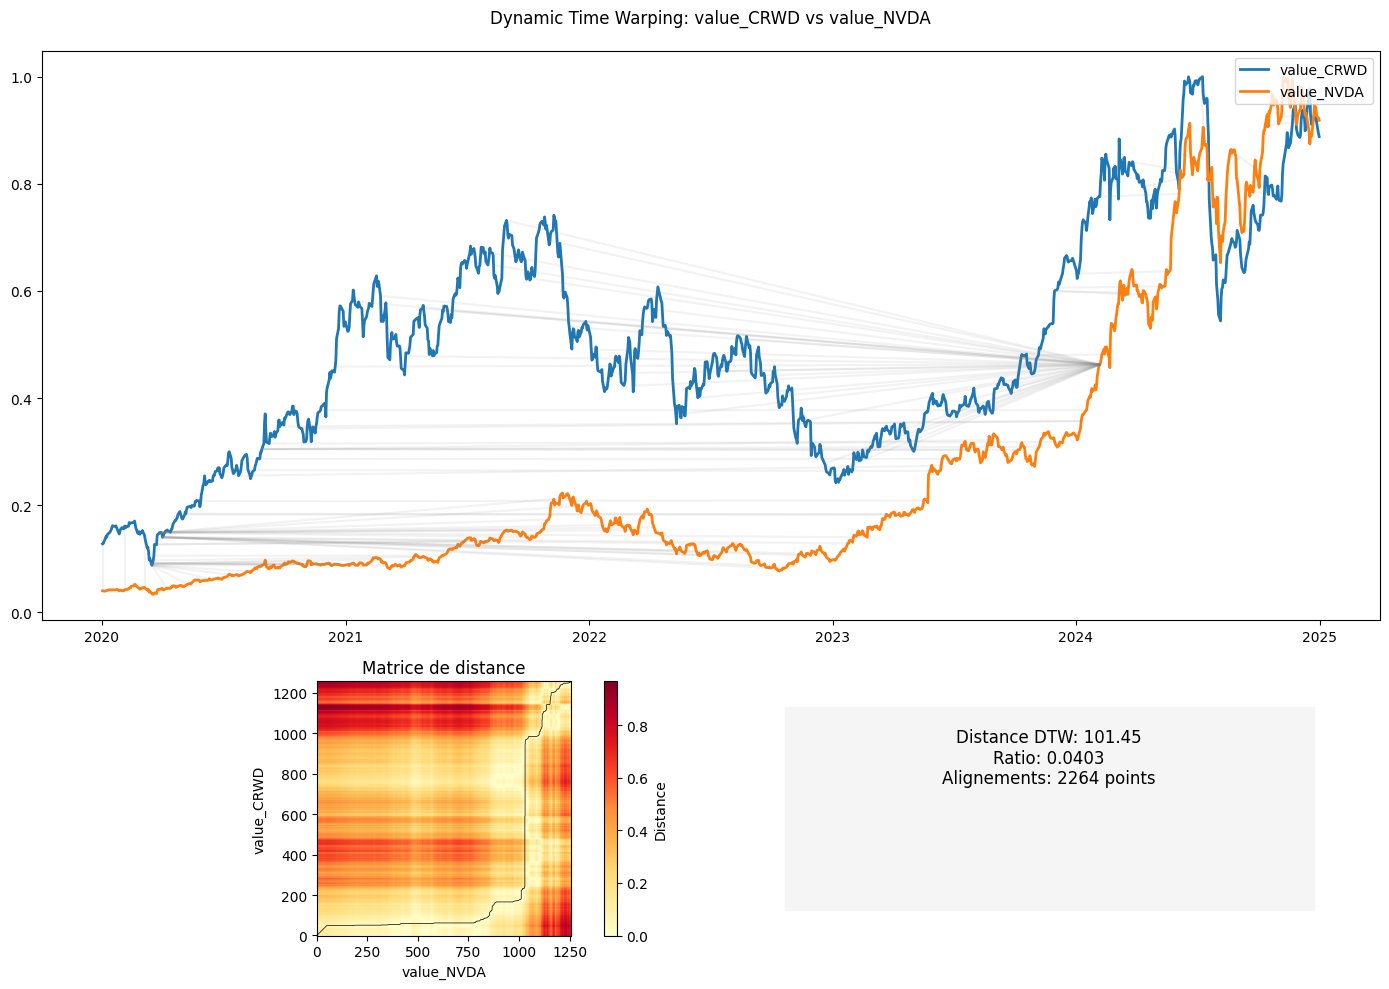 Dynamic Time Warping: value_CRWD vs value_NVDA
1.0
0.8
0.6
0.4
0.2
0.0
value_CRWD
value_NVDA
2020 2021 2022 2023 2024 2025
Matrice de distance
value_CRWD
1200
1000
800
600
400
200
0
0 250 500 750 1000 1250
value_NVDA
0.8
0.6
0.4
0.2
0.0
Distance
Distance DTW: 101.45
Ratio: 0.0403
Alignements: 2264 points